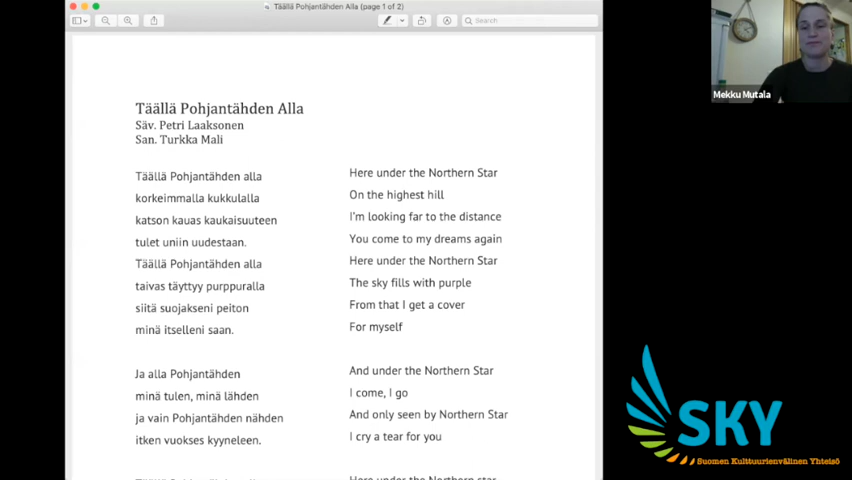 Täällä Pohjantähden Alla (page 1 of 2)
Search
Mekku Mutala
Täällä Pohjantähden Alla
Säv. Petri Laaksonen
San. Turkka Mali
Täällä Pohjantähden alla
korkeimmalla kukkulalla
katson kauas kaukaisuuteen
tulet uniin uudestaan.
Täällä Pohjantähden alla
taivas täyttyy purppuralla
siitä suojakseni peiton
minä itselleni saan.
Ja alla Pohjantähden
minä tulen, minä lähden
ja vain Pohjantähden nähden
itken vuokses kyyneleen.
Here under the Northern Star
On the highest hill
I'm looking far to the distance
You come to my dreams again
Here under the Northern Star
The sky fills with purple
From that I get a cover
For myself
And under the Northern Star
I come, I go
And only seen by Northern Star
I cry a tear for you
Here under the Northern star
SKY
Suomen Kulttuurienvälinen Yhteisö